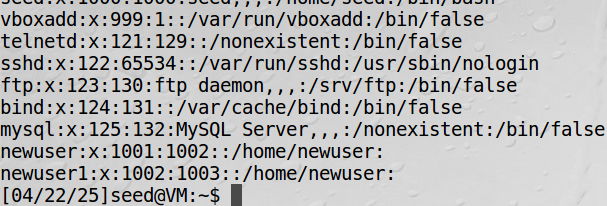 seed:x:1000:1000:seed,,,:/home/seed:/bin/bash
vboxadd:x:999:1::/var/run/vboxadd:/bin/false
telnetd:x:121:129::/nonexistent:/bin/false
sshd:x:122:65534::/var/run/sshd:/usr/sbin/nologin
ftp:x:123:130:ftp daemon,,,:/srv/ftp:/bin/false
bind:x:124:131::/var/cache/bind:/bin/false
mysql:x:125:132:MySQL Server,,,:/nonexistent:/bin/false
newuser:x:1001:1002::/home/newuser:
newuser1:x:1002:1003::/home/newuser:
[04/22/25]seed@VM:~$